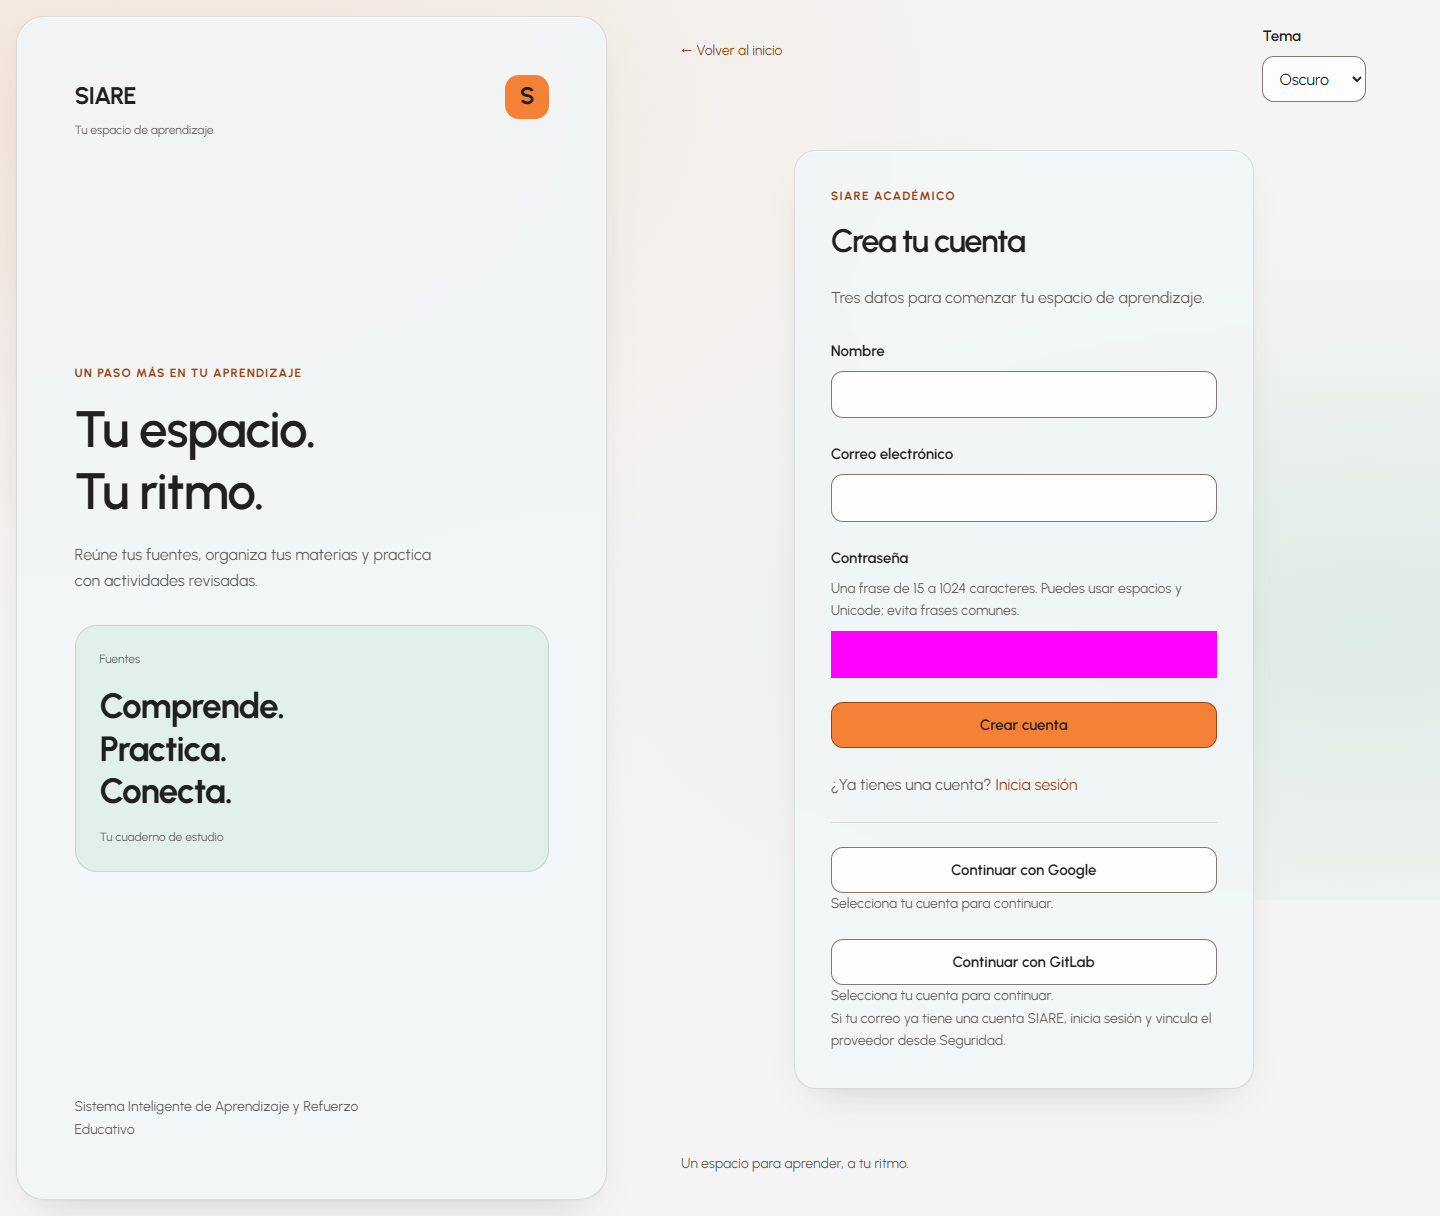 SIARE
S
Tu espacio de aprendizaje
UN PASO MÁS EN TU APRENDIZAJE
Tu espacio.
Tu ritmo.
Reúne tus fuentes, organiza tus materias y practica
con actividades revisadas.
Fuentes
Comprende.
Practica.
Conecta.
Tu cuaderno de estudio
Sistema Inteligente de Aprendizaje y Refuerzo
Educativo
← Volver al inicio
Tema
Oscuro
SIARE ACADÉMICO
Crea tu cuenta
Tres datos para comenzar tu espacio de aprendizaje.
Nombre
Correo electrónico
Contraseña
Una frase de 15 a 1024 caracteres. Puedes usar espacios y
Unicode; evita frases comunes.
Crear cuenta
¿Ya tienes una cuenta? Inicia sesión
Continuar con Google
Selecciona tu cuenta para continuar.
Continuar con GitLab
Selecciona tu cuenta para continuar.
Si tu correo ya tiene una cuenta SIARE, inicia sesión y vincula el
proveedor desde Seguridad.
Un espacio para aprender, a tu ritmo.